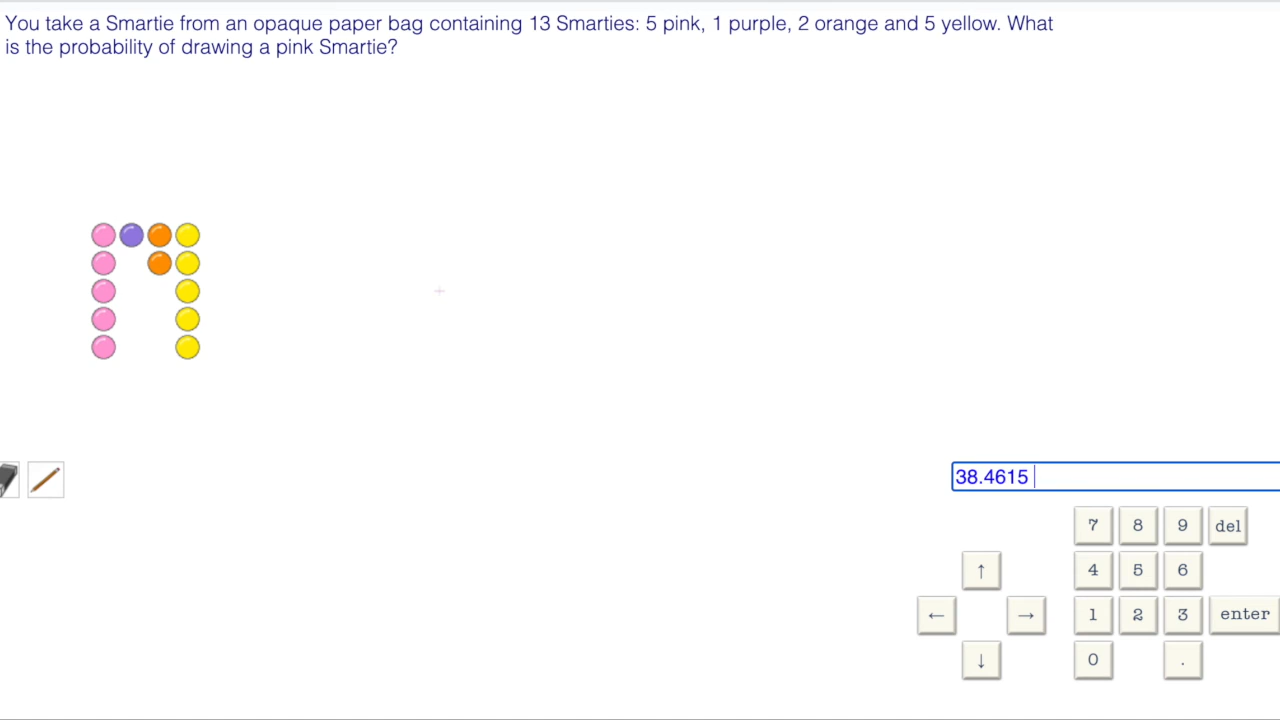 You take a Smartie from an opaque paper bag containing 13 Smarties: 5 pink, 1 purple, 2 orange and 5 yellow. What
is the probability of drawing a pink Smartie?
38.4615
7 8 9 del
↑ 4 5 6
← → 1 2 3 enter
↓ 0 .